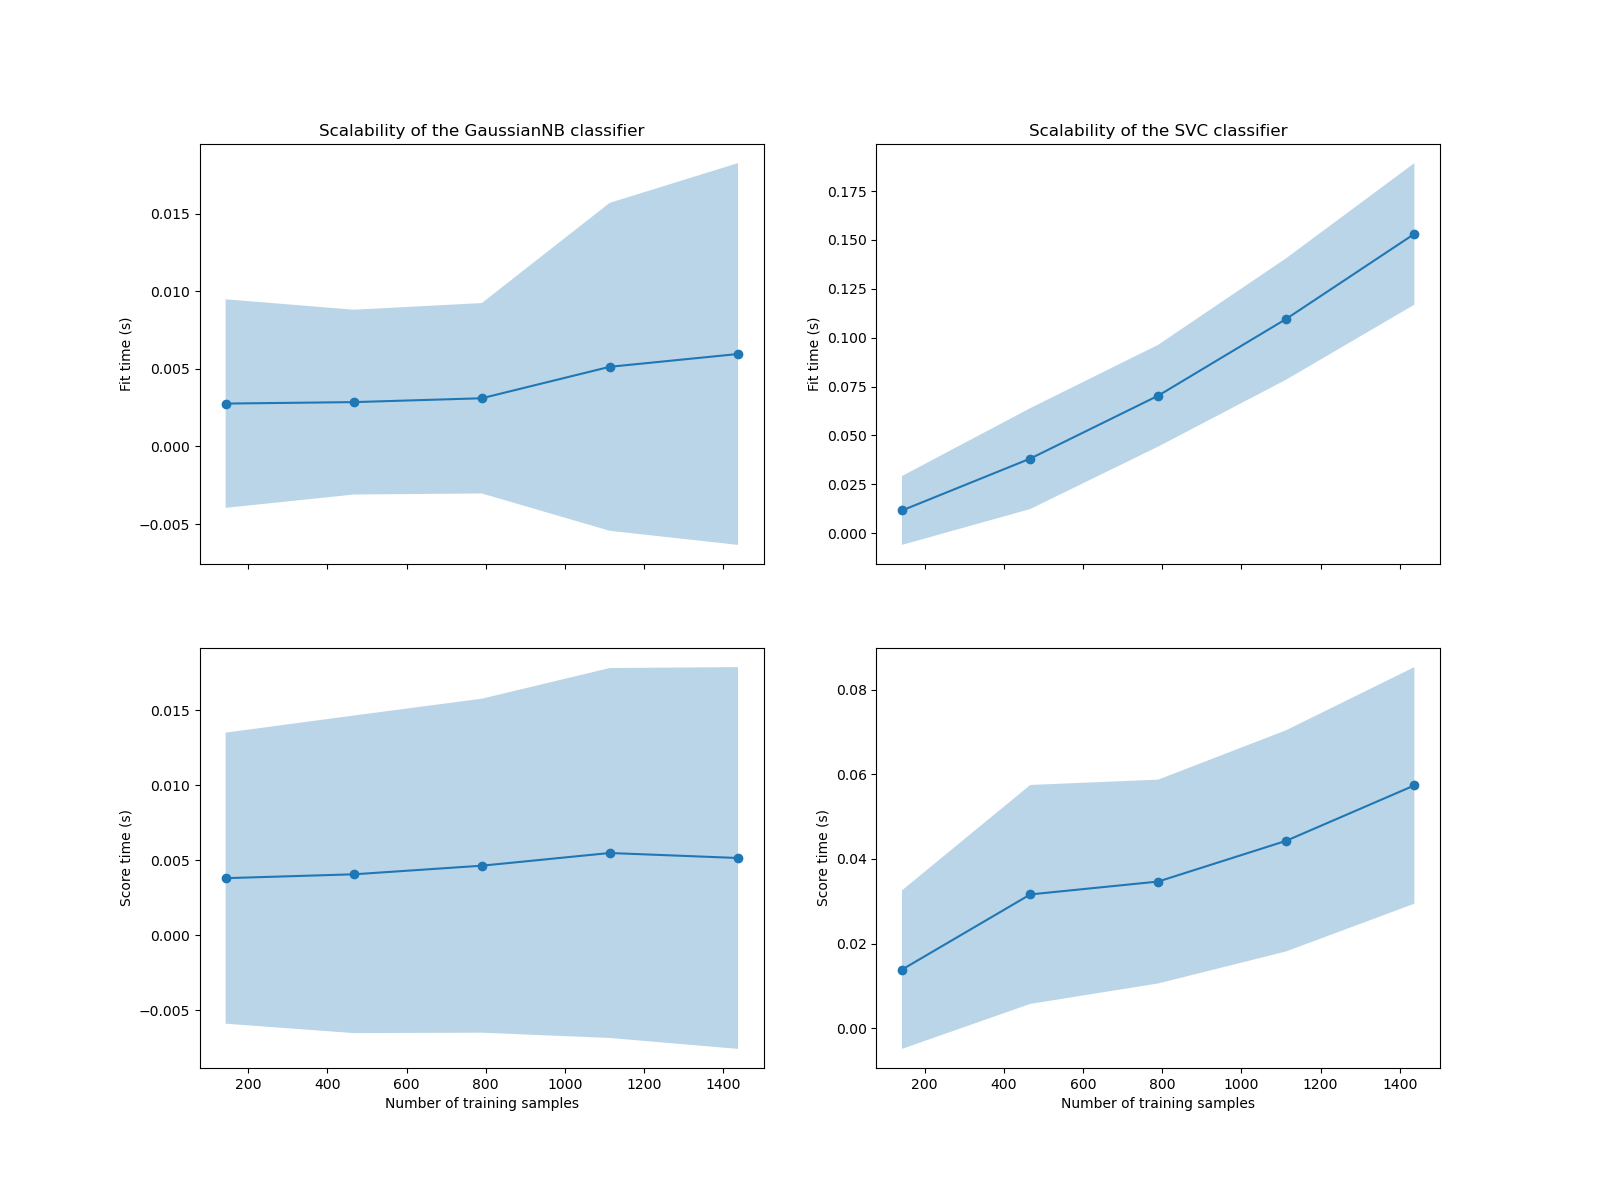 Scalability of the GaussianNB classifier
0.015
0.010
0.005
0.000
−0.005
Fit time (s)
Scalability of the SVC classifier
0.175
0.150
0.125
0.100
0.075
0.050
0.025
0.000
Fit time (s)
0.015
0.010
0.005
0.000
−0.005
Score time (s)
200 400 600 800 1000 1200 1400
Number of training samples
0.08
0.06
0.04
0.02
0.00
Score time (s)
200 400 600 800 1000 1200 1400
Number of training samples